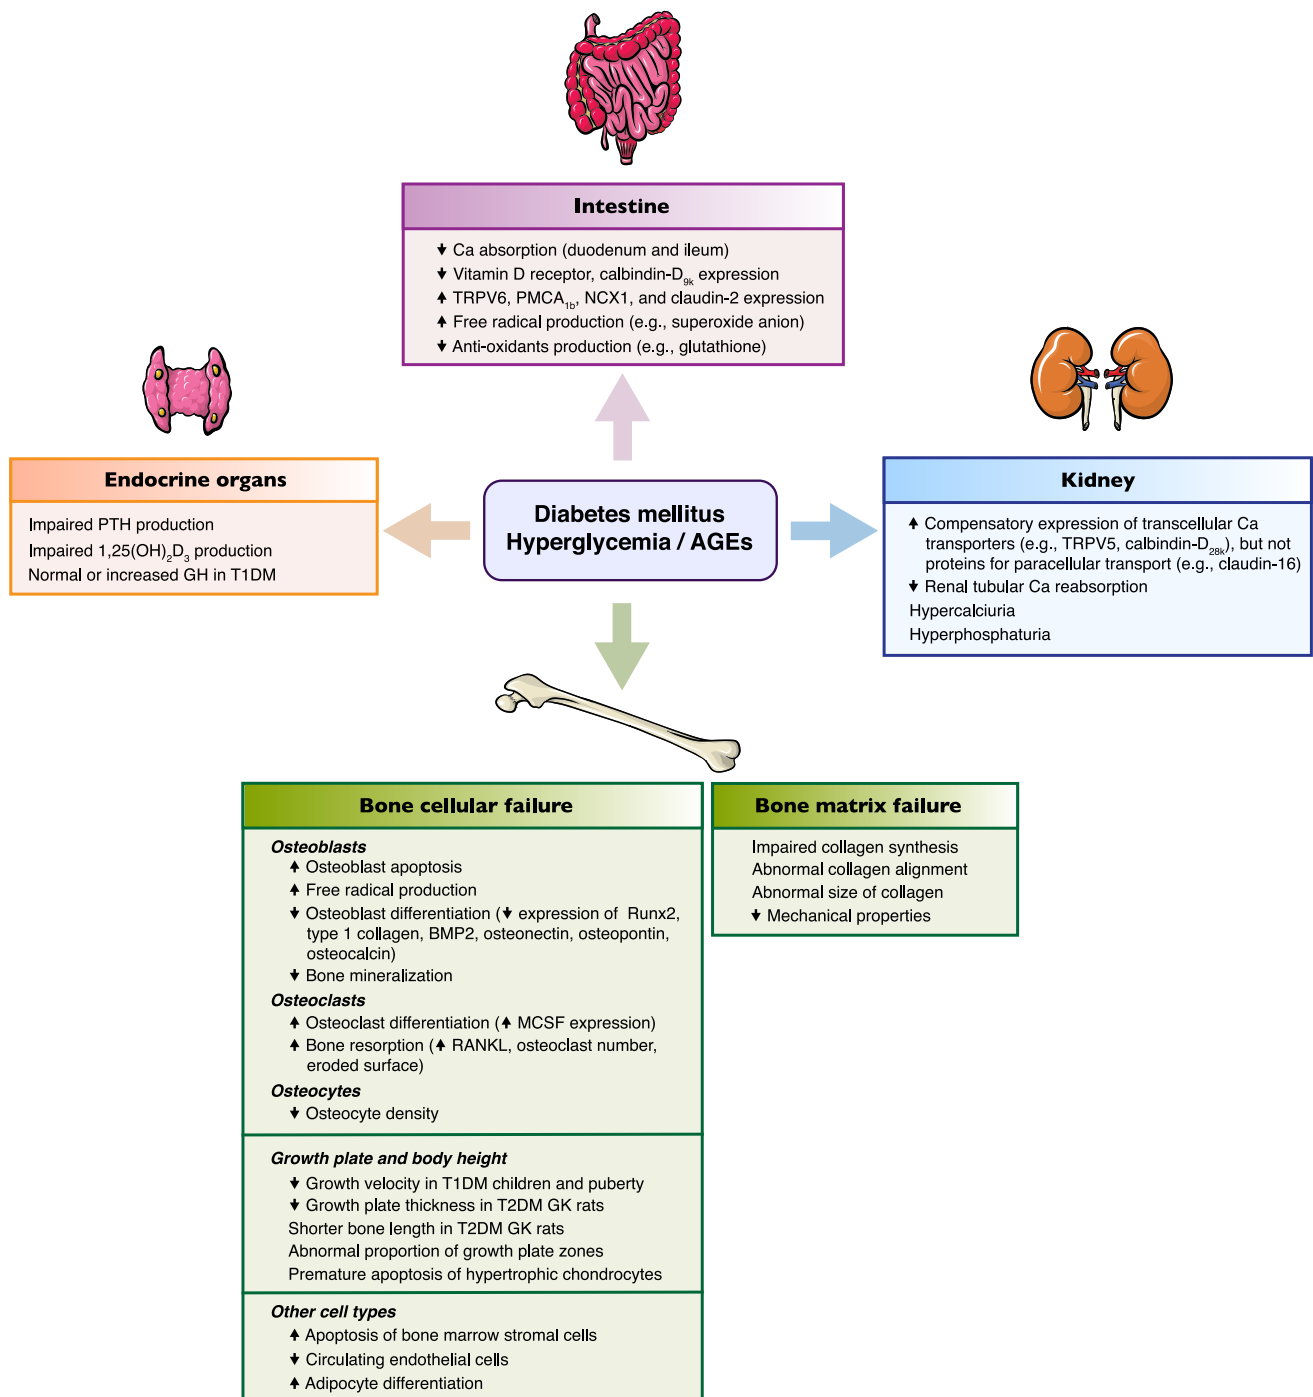 Intestine
↓ Ca absorption (duodenum and ileum)
↓ Vitamin D receptor, calbindin-D9k expression
↑ TRPV6, PMCA1b, NCX1, and claudin-2 expression
↑ Free radical production (e.g., superoxide anion)
↓ Anti-oxidants production (e.g., glutathione)
Endocrine organs
Impaired PTH production
Impaired 1,25(OH)2D3 production
Normal or increased GH in T1DM
Diabetes mellitus
Hyperglycemia / AGEs
Kidney
↑ Compensatory expression of transcellular Ca
transporters (e.g., TRPV5, calbindin-D28k), but not
proteins for paracellular transport (e.g., claudin-16)
↓ Renal tubular Ca reabsorption
Hypercalciuria
Hyperphosphaturia
Bone cellular failure
Osteoblasts
↑ Osteoblast apoptosis
↑ Free radical production
↓ Osteoblast differentiation (↓ expression of Runx2,
type 1 collagen, BMP2, osteonectin, osteopontin,
osteocalcin)
↓ Bone mineralization
Osteoclasts
↑ Osteoclast differentiation (↑ MCSF expression)
↑ Bone resorption (↑ RANKL, osteoclast number,
eroded surface)
Osteocytes
↓ Osteocyte density
Growth plate and body height
↓ Growth velocity in T1DM children and puberty
↓ Growth plate thickness in T2DM GK rats
Shorter bone length in T2DM GK rats
Abnormal proportion of growth plate zones
Premature apoptosis of hypertrophic chondrocytes
Other cell types
↑ Apoptosis of bone marrow stromal cells
↓ Circulating endothelial cells
↑ Adipocyte differentiation
Bone matrix failure
Impaired collagen synthesis
Abnormal collagen alignment
Abnormal size of collagen
↓ Mechanical properties